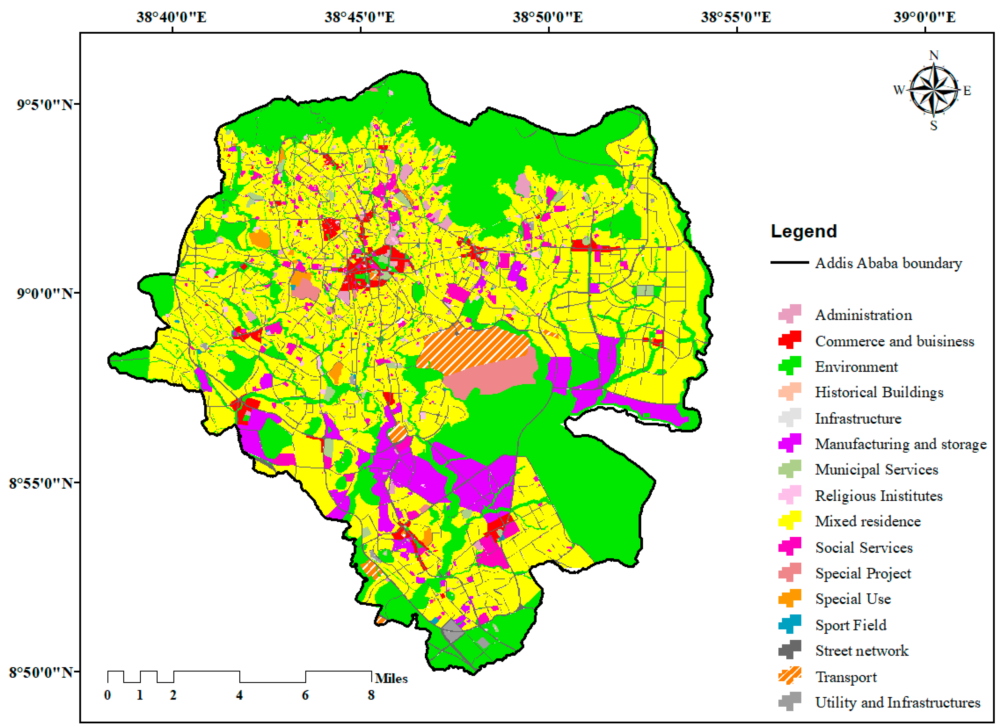 38°40'0"E 38°45'0"E 38°50'0"E 38°55'0"E 39°0'0"E
N
W E
S
9°5'0"N
9°0'0"N
8°55'0"N
8°50'0"N
Legend
Addis Ababa boundary
Administration
Commerce and buisiness
Environment
Historical Buildings
Infrastructure
Manufacturing and storage
Municipal Services
Religious Inistitutes
Mixed residence
Social Services
Special Project
Special Use
Sport Field
Street network
Transport
Utility and Infrastructures
Miles
0 1 2 4 6 8